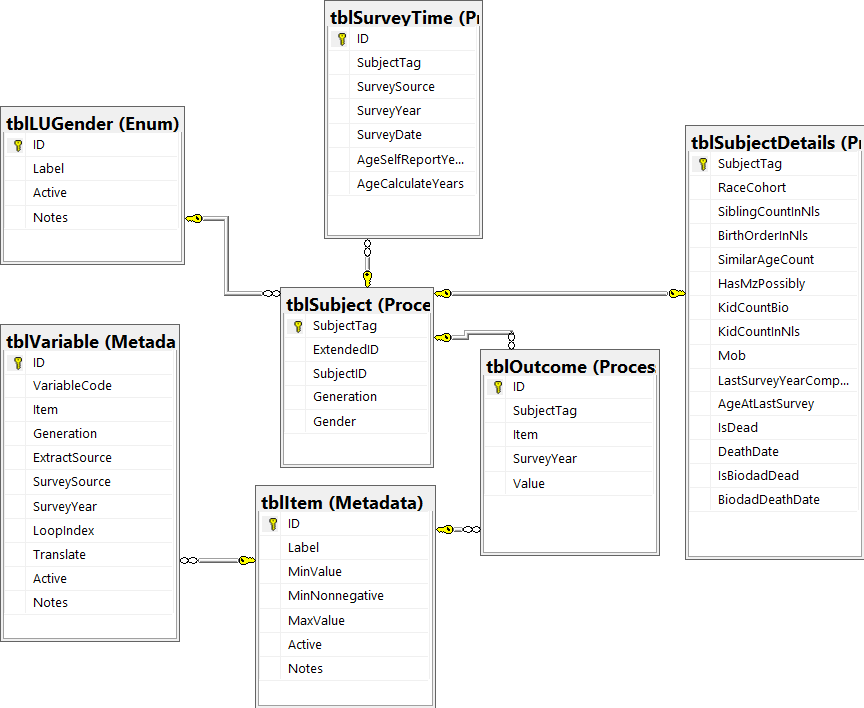 tblSurveyTime (Pr
ID
SubjectTag
SurveySource
SurveyYear
SurveyDate
AgeSelfReportYe...
AgeCalculateYears
tblLUGender (Enum)
ID
Label
Active
Notes
tblSubjectDetails (Pr
SubjectTag
RaceCohort
SiblingCountInNls
BirthOrderInNls
SimilarAgeCount
HasMzPossibly
KidCountBio
KidCountInNls
Mob
LastSurveyYearComp...
AgeAtLastSurvey
IsDead
DeathDate
IsBiodadDead
BiodadDeathDate
tblSubject (Proce
SubjectTag
ExtendedID
SubjectID
Generation
Gender
tblVariable (Metada
ID
VariableCode
Item
Generation
ExtractSource
SurveySource
SurveyYear
LoopIndex
Translate
Active
Notes
tblOutcome (Proces
ID
SubjectTag
Item
SurveyYear
Value
tblItem (Metadata)
ID
Label
MinValue
MinNonnegative
MaxValue
Active
Notes